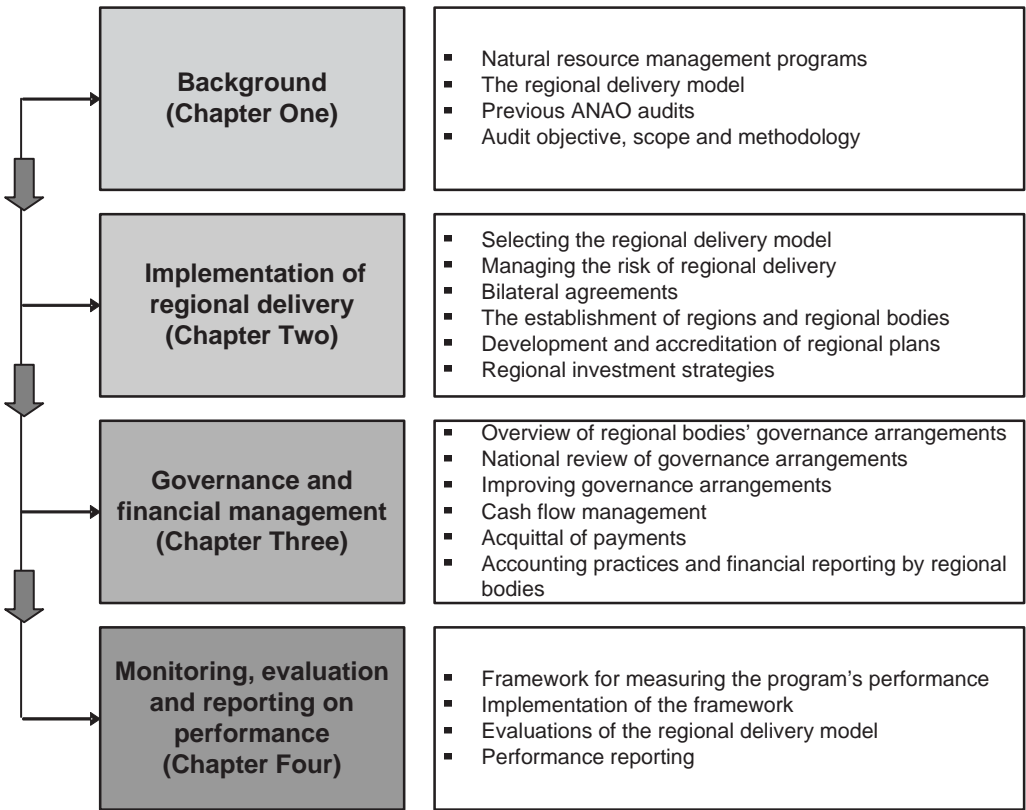 Background
(Chapter One)
▪ Natural resource management programs
▪ The regional delivery model
▪ Previous ANAO audits
▪ Audit objective, scope and methodology
Implementation of
regional delivery
(Chapter Two)
▪ Selecting the regional delivery model
▪ Managing the risk of regional delivery
▪ Bilateral agreements
▪ The establishment of regions and regional bodies
▪ Development and accreditation of regional plans
▪ Regional investment strategies
Governance and
financial management
(Chapter Three)
▪ Overview of regional bodies’ governance arrangements
▪ National review of governance arrangements
▪ Improving governance arrangements
▪ Cash flow management
▪ Acquittal of payments
▪ Accounting practices and financial reporting by regional
bodies
Monitoring, evaluation
and reporting on
performance
(Chapter Four)
▪ Framework for measuring the program’s performance
▪ Implementation of the framework
▪ Evaluations of the regional delivery model
▪ Performance reporting